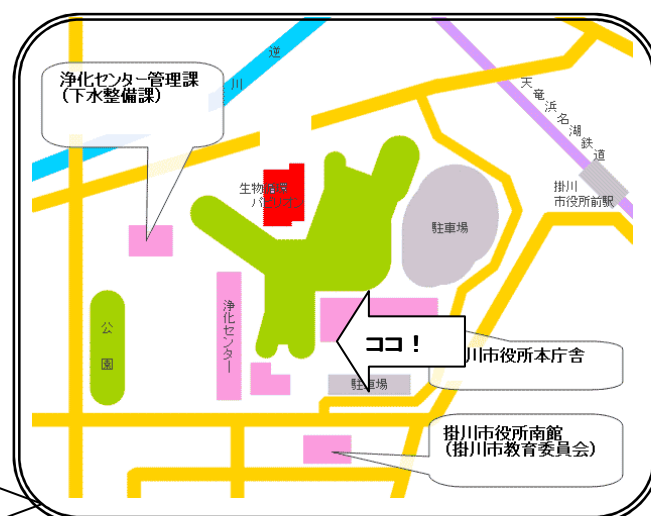 逆
川
浄化センター管理課
（下水整備課）
天竜浜名湖鉄道
掛川
市役所前駅
生物
駐車場
公園
浄化センター
ココ！
川市役所本庁舎
駐車場
掛川市役所南館
（掛川市教育委員会）